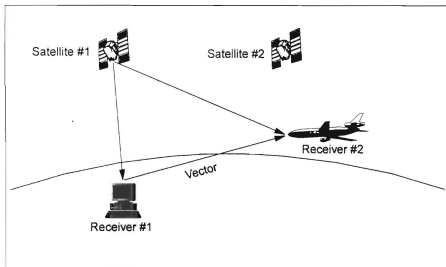 Satellite #1
Satellite #2
Receiver #2
Vector
Receiver #1